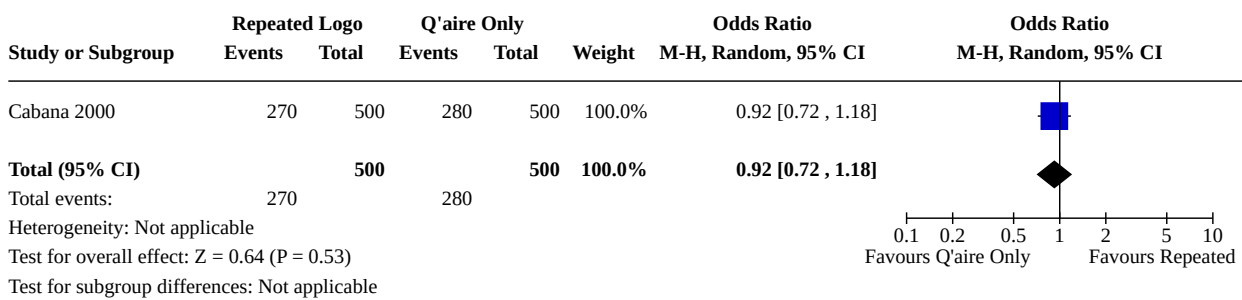 Repeated Logo Q'aire Only Odds Ratio Odds Ratio
Study or Subgroup Events Total Events Total Weight M-H, Random, 95% CI M-H, Random, 95% CI
Cabana 2000 270 500 280 500 100.0% 0.92 [0.72 , 1.18]
Total (95% CI) 500 500 100.0% 0.92 [0.72 , 1.18]
Total events: 270 280
Heterogeneity: Not applicable
0.1 0.2 0.5 1 2 5 10
Test for overall effect: Z = 0.64 (P = 0.53) Favours Q'aire Only Favours Repeated
Test for subgroup differences: Not applicable